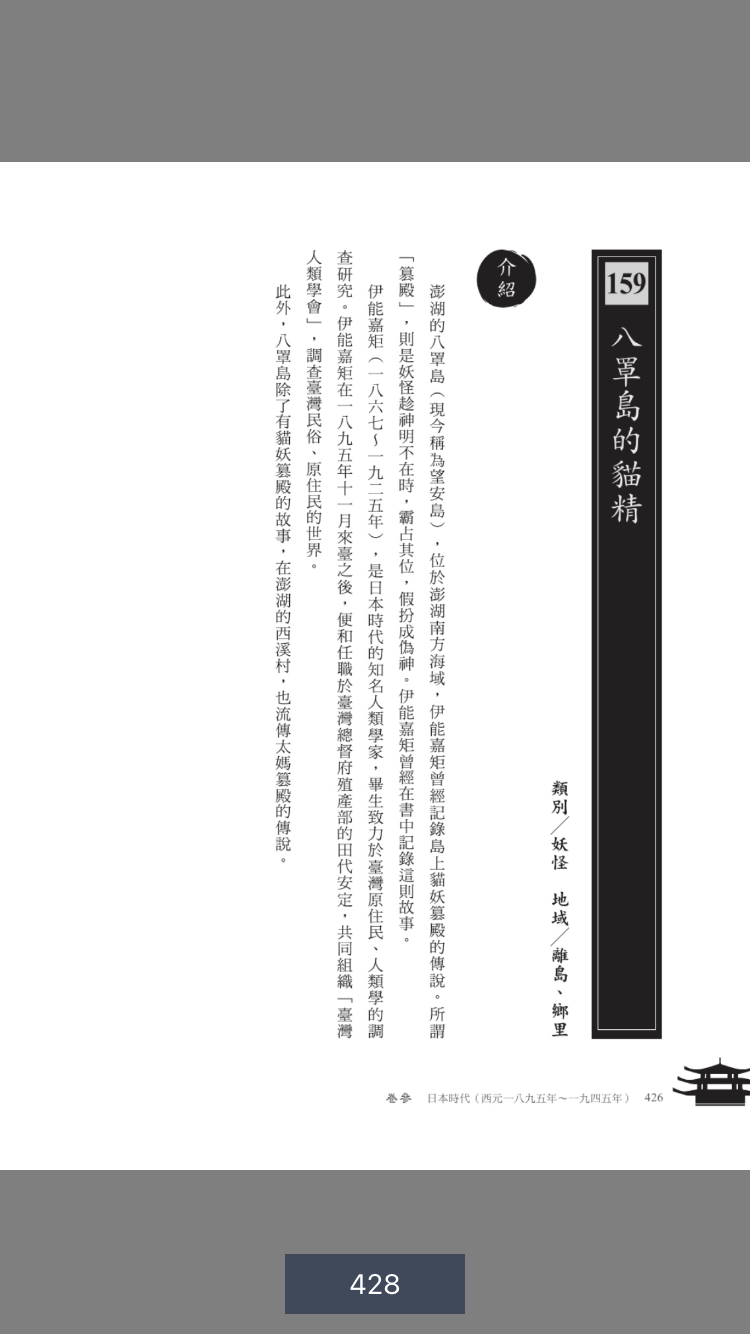 159
八罩島的貓精
類別／妖怪　地域／離島、鄉里
介紹
澎湖的八罩島（現今稱為望安島），位於澎湖南方海域，伊能嘉矩曾經記錄島上貓妖篡殿的傳說。所謂
「篡殿」，則是妖怪趁神明不在時，霸占其位，假扮成偽神。伊能嘉矩曾經在書中記錄這則故事。
伊能嘉矩（一八六七～一九二五年），是日本時代的知名人類學家，畢生致力於臺灣原住民、人類學的調
查研究。伊能嘉矩在一八九五年十一月來臺之後，便和任職於臺灣總督府殖產部的田代安定，共同組織「臺灣
人類學會」，調查臺灣民俗、原住民的世界。
此外，八罩島除了有貓妖篡殿的故事，在澎湖的西溪村，也流傳太媽篡殿的傳說。
卷參　日本時代（西元一八九五年～一九四五年）　426
428